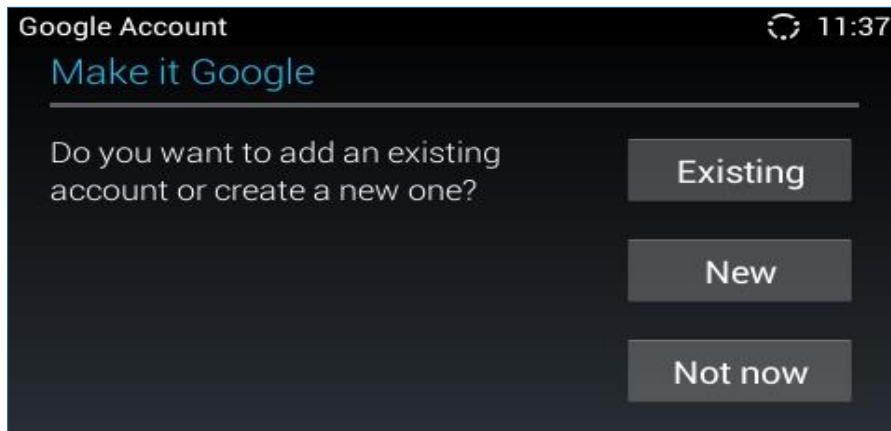 Google Account 11:37
Make it Google
Do you want to add an existing
account or create a new one?
Existing
New
Not now